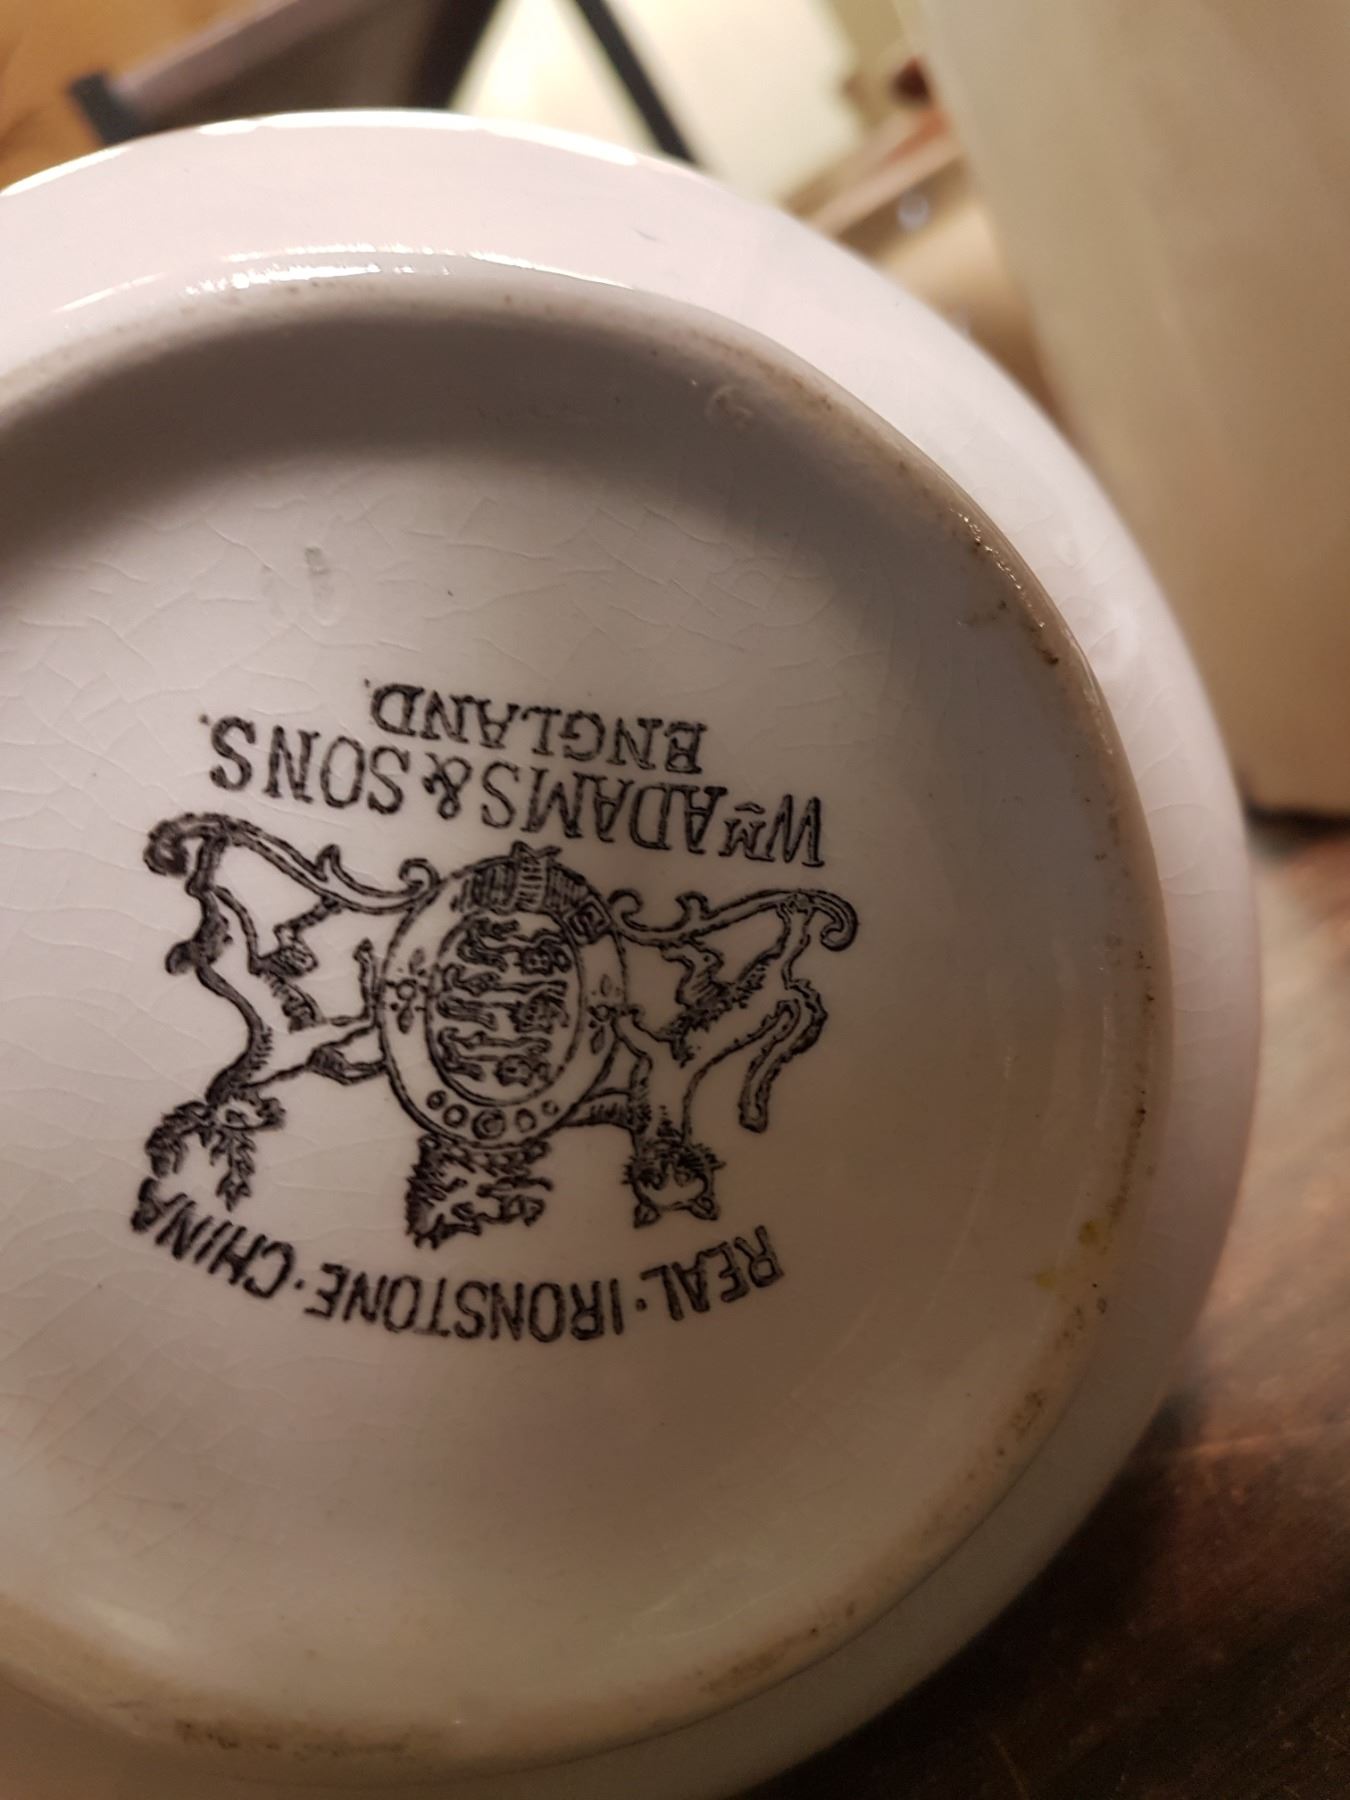 REAL · IRONSTONE · CHINA
Wᴹ ADAMS & SONS.
ENGLAND.